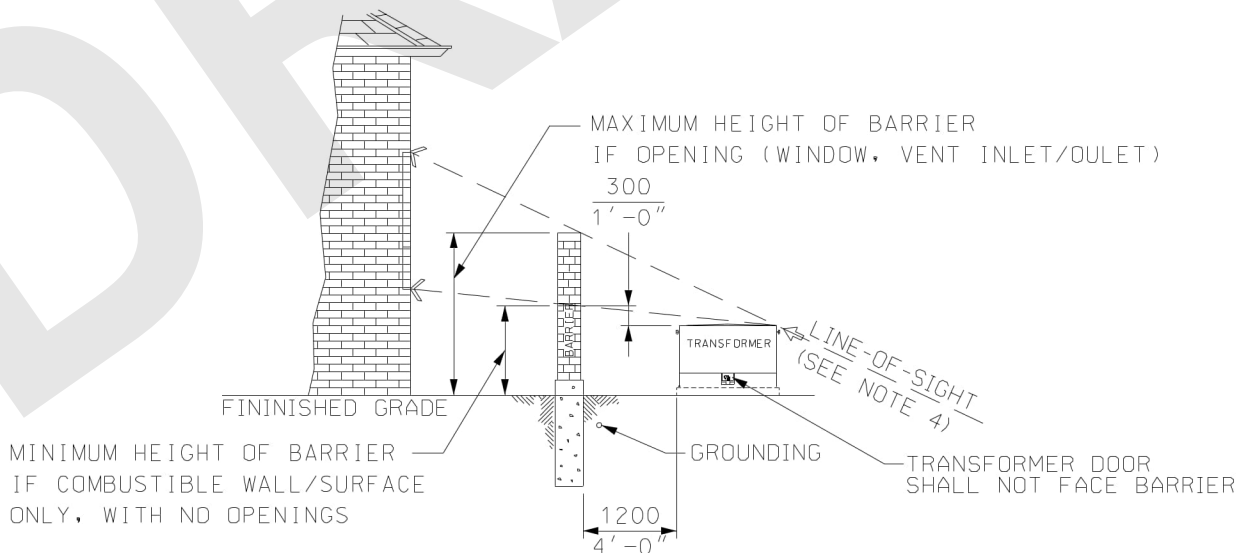 MAXIMUM HEIGHT OF BARRIER
IF OPENING (WINDOW, VENT INLET/OULET)
300
1'-0"
BARRIER
TRANSFORMER
LINE-OF-SIGHT
(SEE NOTE 4)
FININISHED GRADE
MINIMUM HEIGHT OF BARRIER
IF COMBUSTIBLE WALL/SURFACE
ONLY, WITH NO OPENINGS
GROUNDING
TRANSFORMER DOOR
SHALL NOT FACE BARRIER
1200
4'-0"